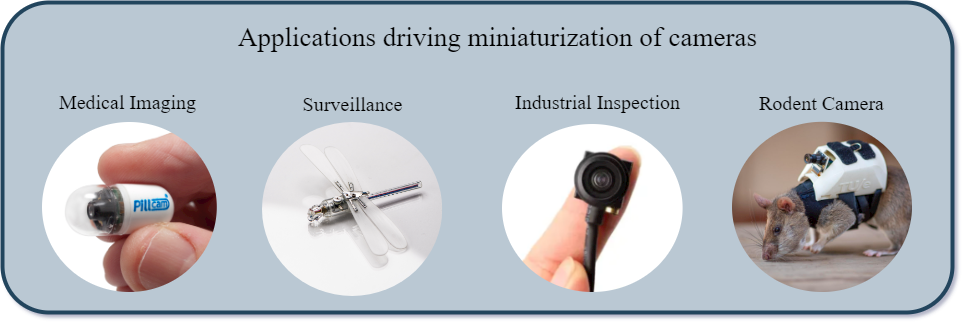 Applications driving miniaturization of cameras
Medical Imaging
Surveillance
Industrial Inspection
Rodent Camera
PILLcam